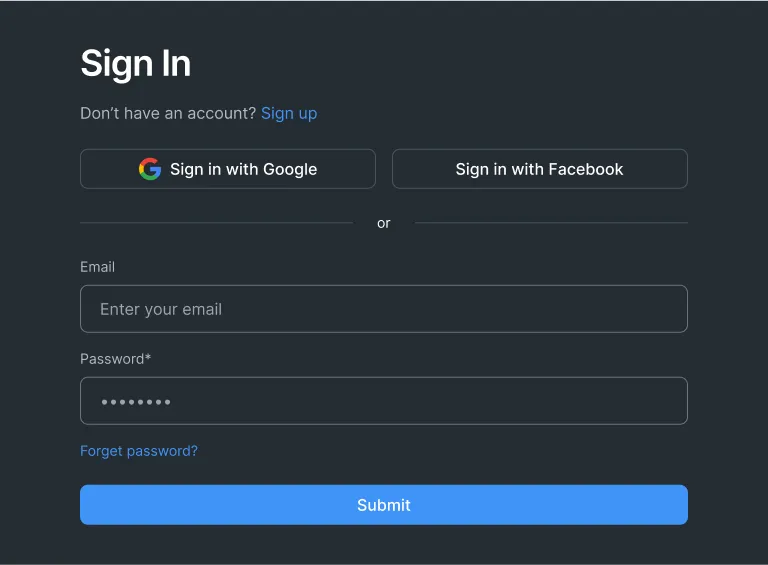 Sign In
Don’t have an account? Sign up
Sign in with Google
Sign in with Facebook
or
Email
Enter your email
Password*
••••••••
Forget password?
Submit